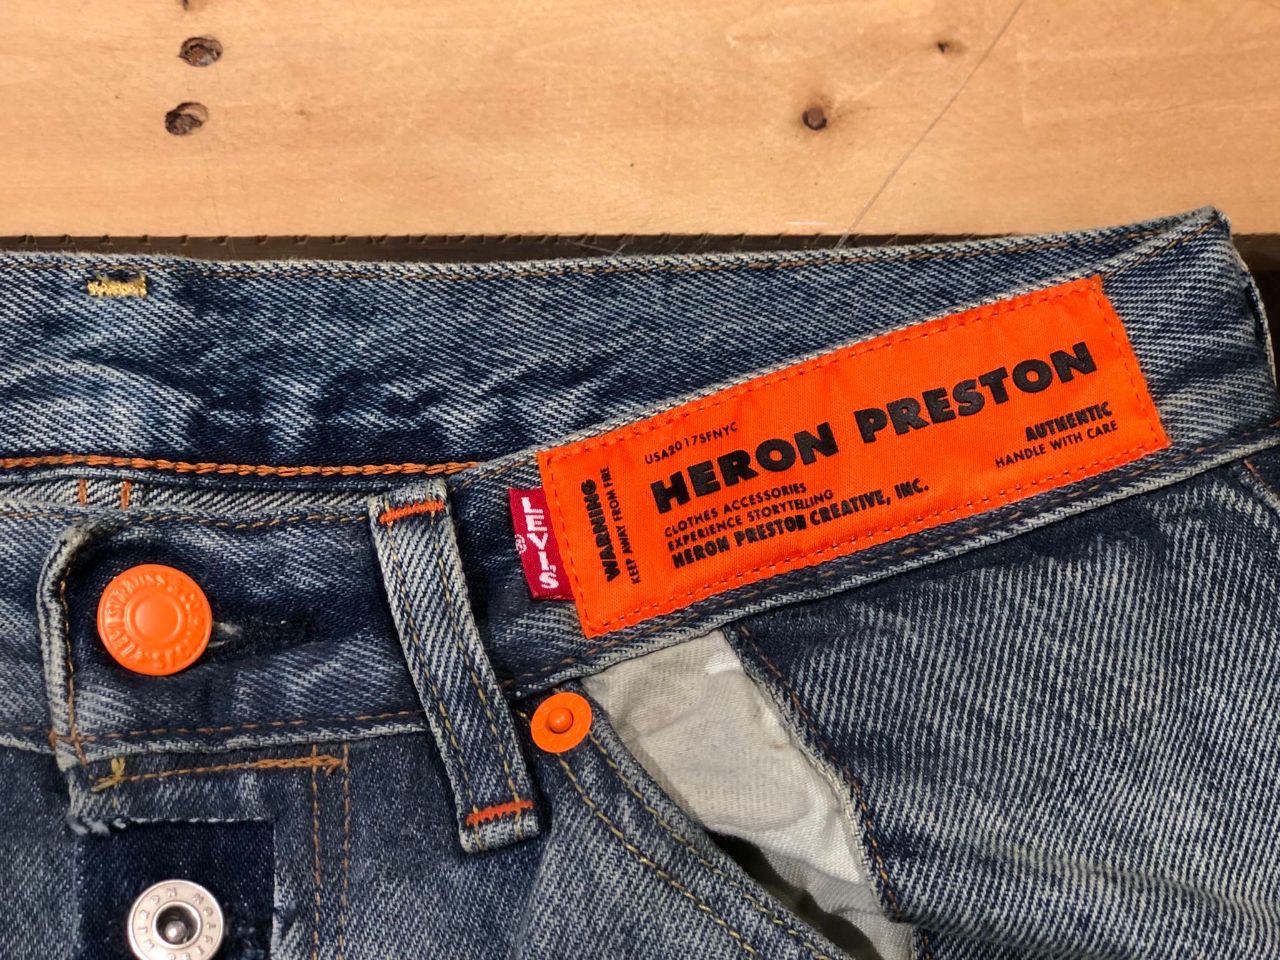 USA2017SFNYC
HERON PRESTON
CLOTHES ACCESSORIES
EXPERIENCE STORYTELLING
HERON PRESTON CREATIVE, INC.
AUTHENTIC
HANDLE WITH CARE
WARNING
KEEP AWAY FROM FIRE
LEVI'S
®